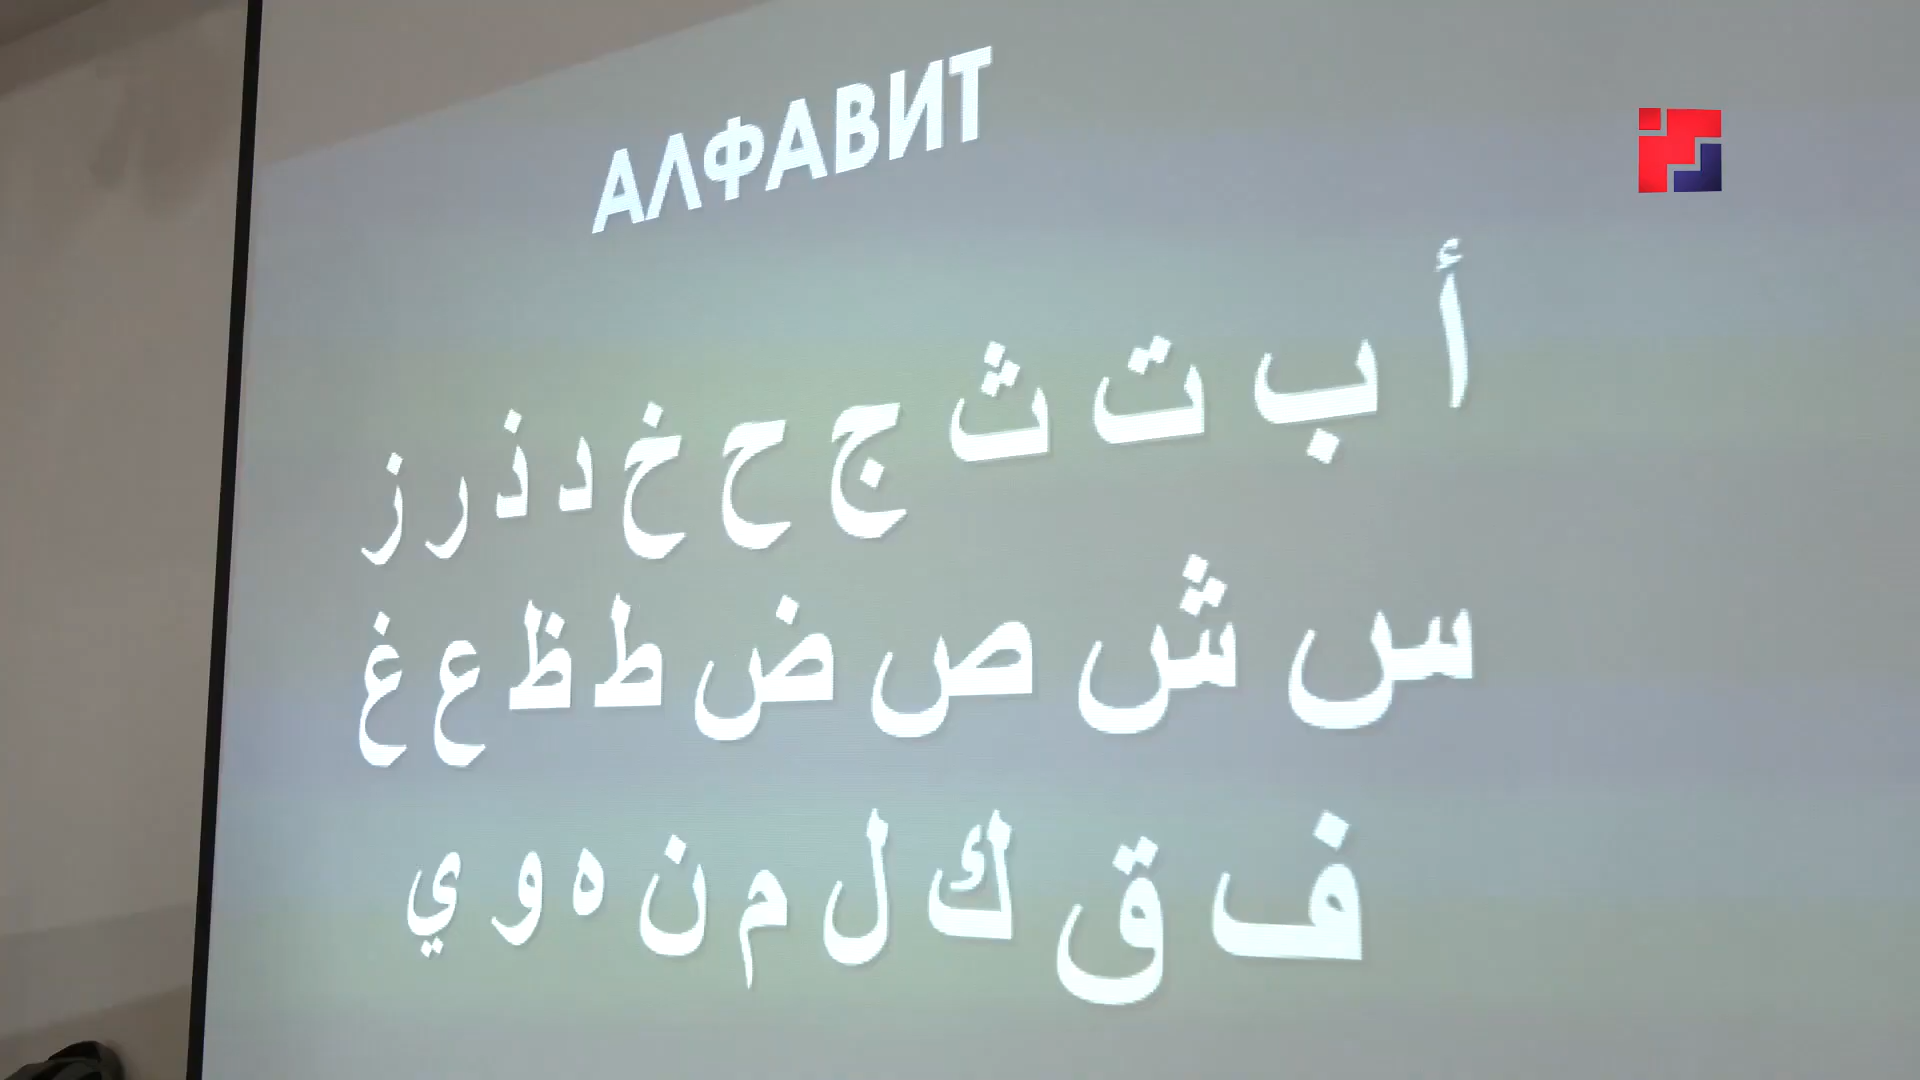 АЛФАВИТ
أ ب ت ث ج ح خ د ذ ر ز
س ش ص ض ط ظ ع غ
ف ق ك ل م ن ه و ي